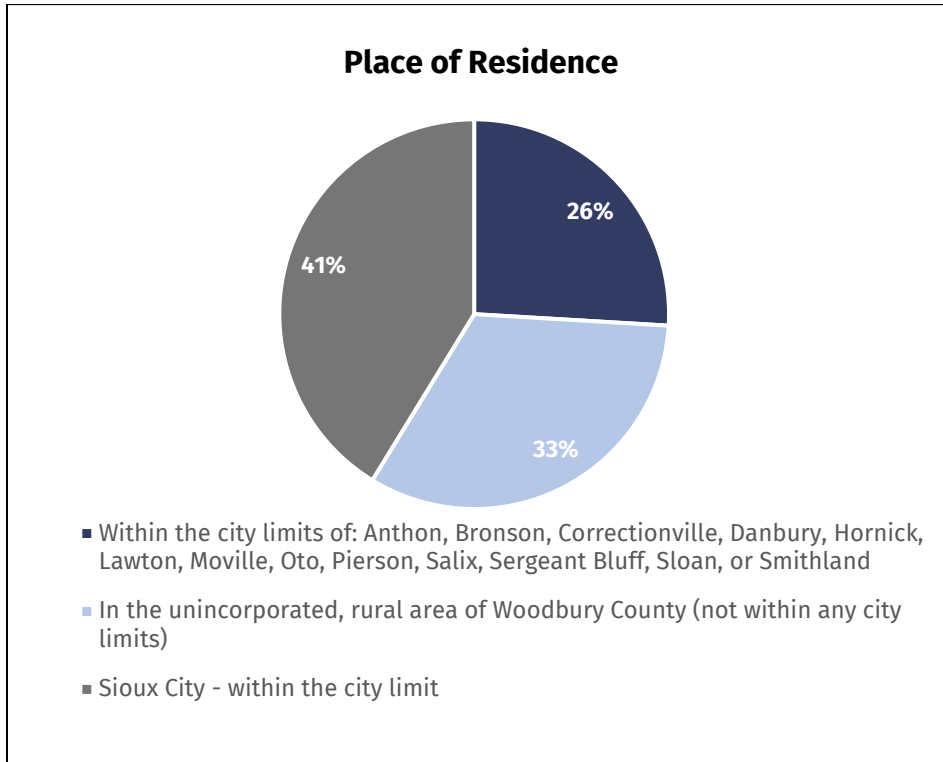 Place of Residence
26%
41%
33%
Within the city limits of: Anthon, Bronson, Correctionville, Danbury, Hornick,
Lawton, Moville, Oto, Pierson, Salix, Sergeant Bluff, Sloan, or Smithland
In the unincorporated, rural area of Woodbury County (not within any city
limits)
Sioux City - within the city limit